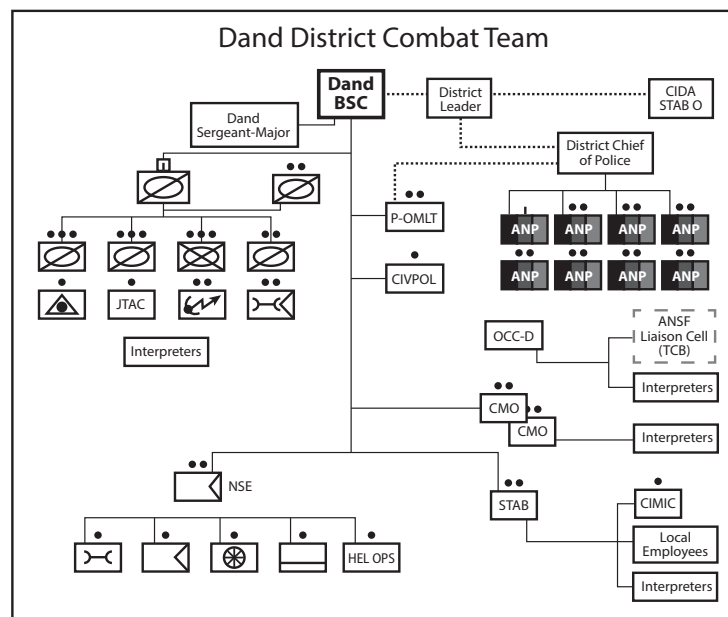 Dand District Combat Team
Dand
BSC
District
Leader
CIDA
STAB O
Dand
Sergeant-Major
District Chief
of Police
P-OMLT
ANP
ANP
ANP
ANP
CIVPOL
ANP
ANP
ANP
ANP
JTAC
Interpreters
OCC-D
ANSF
Liaison Cell
(TCB)
Interpreters
CMO
CMO
Interpreters
NSE
STAB
CIMIC
Local
Employees
HEL OPS
Interpreters